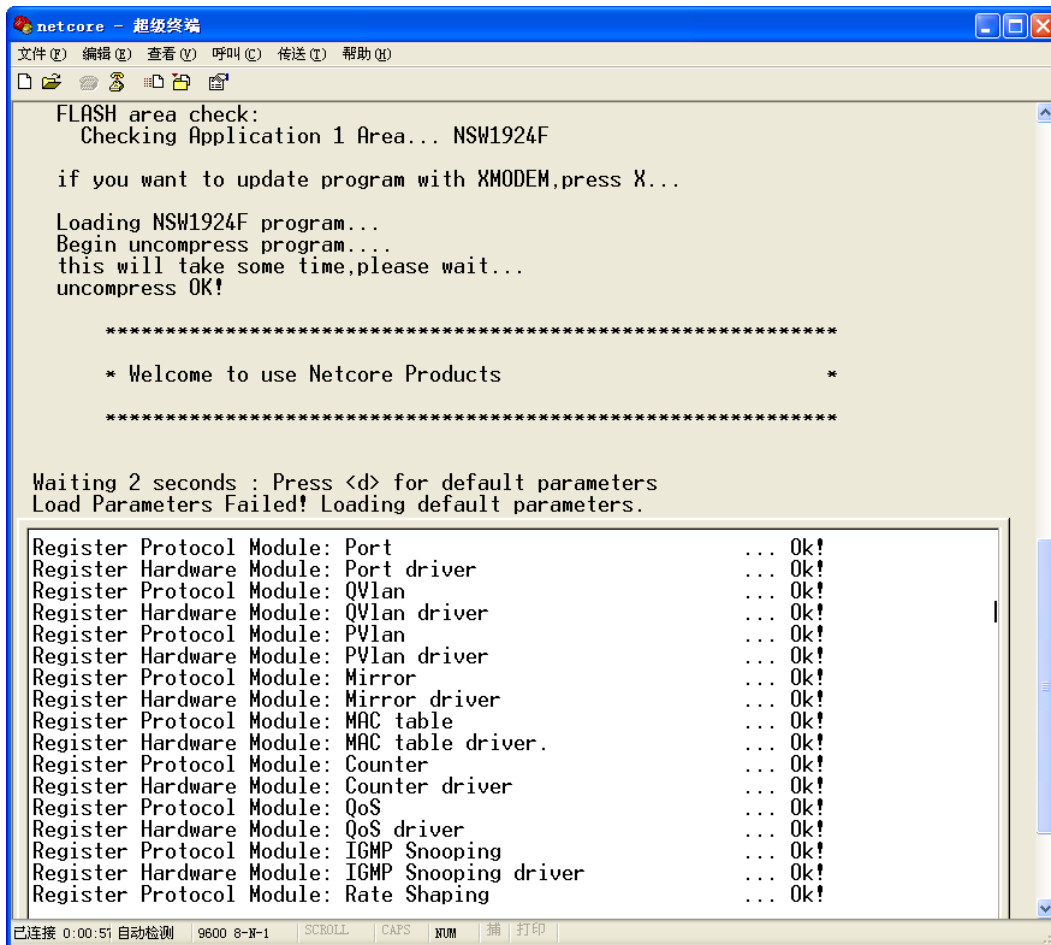 netcore - 超级终端
文件(F) 编辑(E) 查看(V) 呼叫(C) 传送(T) 帮助(H)
FLASH area check:
Checking Application 1 Area... NSW1924F
if you want to update program with XMODEM,press X...
Loading NSW1924F program...
Begin uncompress program....
this will take some time,please wait...
uncompress OK!
*************************************************************
* Welcome to use Netcore Products *
*************************************************************
Waiting 2 seconds : Press <d> for default parameters
Load Parameters Failed! Loading default parameters.
Register Protocol Module: Port ... Ok!
Register Hardware Module: Port driver ... Ok!
Register Protocol Module: QVlan ... Ok!
Register Hardware Module: QVlan driver ... Ok!
Register Protocol Module: PVlan ... Ok!
Register Hardware Module: PVlan driver ... Ok!
Register Protocol Module: Mirror ... Ok!
Register Hardware Module: Mirror driver ... Ok!
Register Protocol Module: MAC table ... Ok!
Register Hardware Module: MAC table driver. ... Ok!
Register Protocol Module: Counter ... Ok!
Register Hardware Module: Counter driver ... Ok!
Register Protocol Module: QoS ... Ok!
Register Hardware Module: QoS driver ... Ok!
Register Protocol Module: IGMP Snooping ... Ok!
Register Hardware Module: IGMP Snooping driver ... Ok!
Register Protocol Module: Rate Shaping ... Ok!
已连接 0:00:57 自动检测 9600 8-N-1 SCROLL CAPS NUM 捕 打印